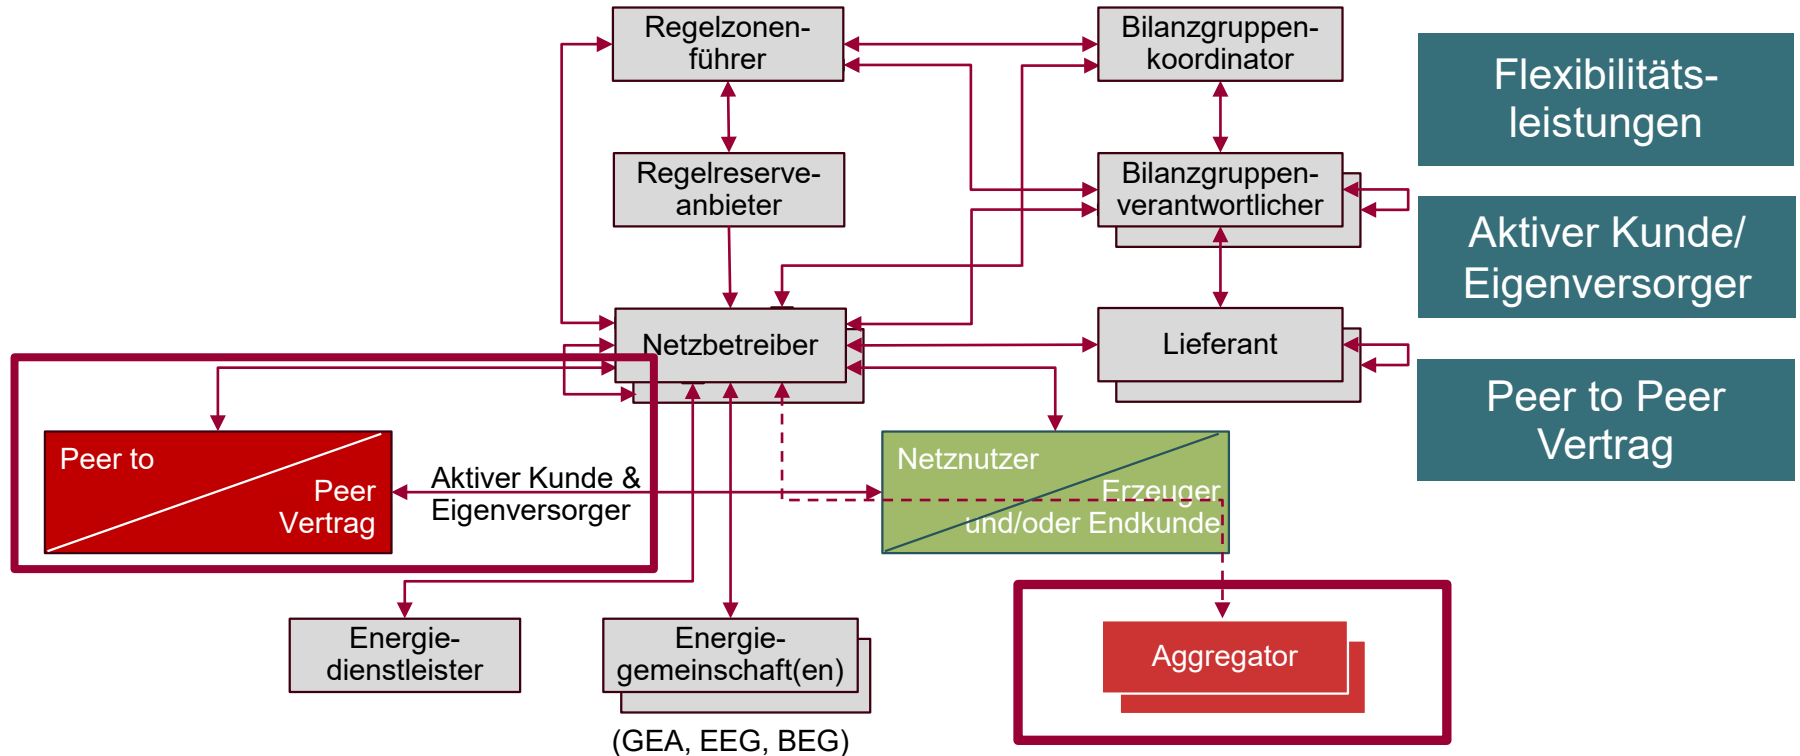 Regelzonen-
führer
Bilanzgruppen-
koordinator
Flexibilitäts-
leistungen
Regelreserve-
anbieter
Bilanzgruppen-
verantwortlicher
Aktiver Kunde/
Eigenversorger
Netzbetreiber
Lieferant
Peer to Peer
Vertrag
Peer to
Peer
Vertrag
Aktiver Kunde &
Eigenversorger
Netznutzer
Erzeuger
und/oder Endkunde
Energie-
dienstleister
Energie-
gemeinschaft(en)
(GEA, EEG, BEG)
Aggregator